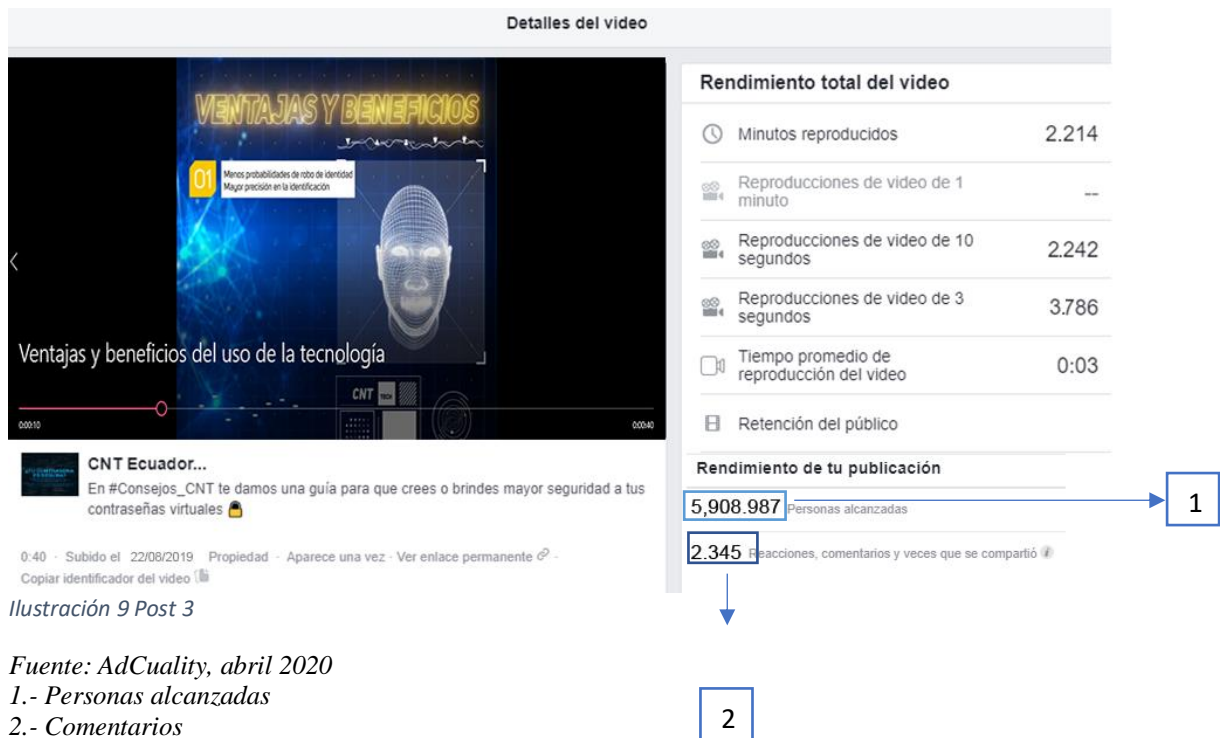 Detalles del video
VENTAJAS Y BENEFICIOS
01
Menos probabilidades de robo de identidad
Mayor precisión en la identificación
Ventajas y beneficios del uso de la tecnología
CNT TECH
0:00:10
0:00:40
CNT Ecuador...
En #Consejos_CNT te damos una guía para que crees o brindes mayor seguridad a tus
contraseñas virtuales 🔒
0:40 · Subido el 22/08/2019 Propiedad · Aparece una vez · Ver enlace permanente ·
Copiar identificador del video
Rendimiento total del video
Minutos reproducidos 2.214
Reproducciones de video de 1
minuto --
Reproducciones de video de 10
segundos 2.242
Reproducciones de video de 3
segundos 3.786
Tiempo promedio de
reproducción del video 0:03
Retención del público
Rendimiento de tu publicación
5,908.987 Personas alcanzadas
1
2.345 Reacciones, comentarios y veces que se compartió
Ilustración 9 Post 3
Fuente: AdCuality, abril 2020
1.- Personas alcanzadas
2.- Comentarios
2